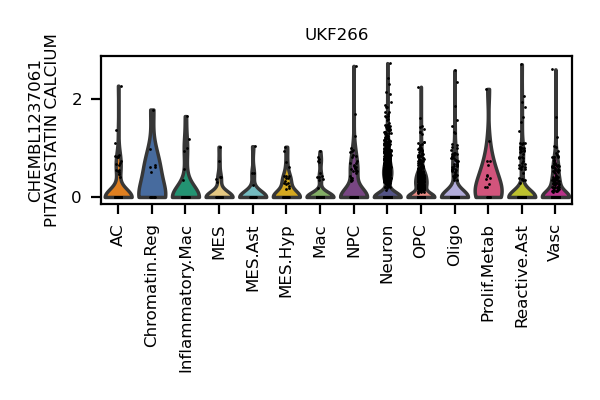 UKF266
CHEMBL1237061
PITAVASTATIN CALCIUM
2
0
AC
Chromatin.Reg
Inflammatory.Mac
MES
MES.Ast
MES.Hyp
Mac
NPC
Neuron
OPC
Oligo
Prolif.Metab
Reactive.Ast
Vasc